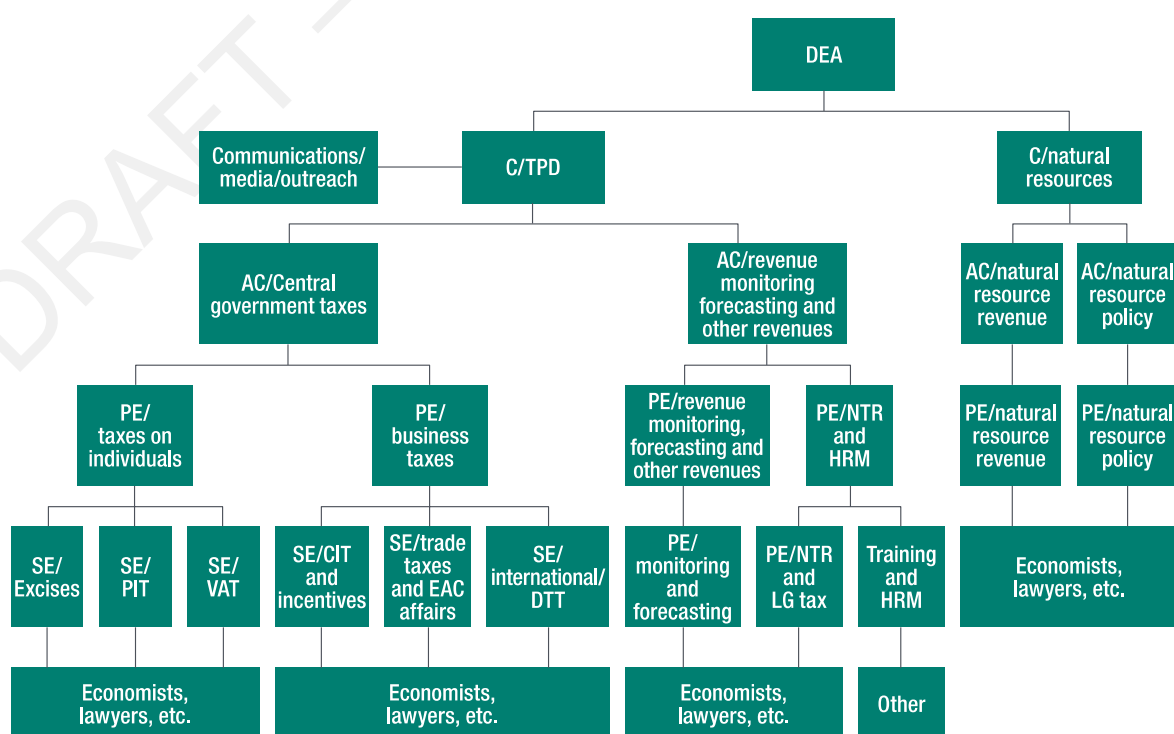 DRAFT –
DEA
Communications/
media/outreach
C/TPD
C/natural
resources
AC/Central
government taxes
AC/revenue
monitoring
forecasting and
other revenues
AC/natural
resource
revenue
AC/natural
resource
policy
PE/
taxes on
individuals
PE/
business
taxes
PE/revenue
monitoring,
forecasting and
other revenues
PE/NTR
and
HRM
PE/natural
resource
revenue
PE/natural
resource
policy
SE/
Excises
SE/
PIT
SE/
VAT
SE/CIT
and
incentives
SE/trade
taxes
and EAC
affairs
SE/
international/
DTT
PE/
monitoring
and
forecasting
PE/NTR
and
LG tax
Training
and
HRM
Economists,
lawyers, etc.
Economists,
lawyers, etc.
Economists,
lawyers, etc.
Economists,
lawyers, etc.
Other